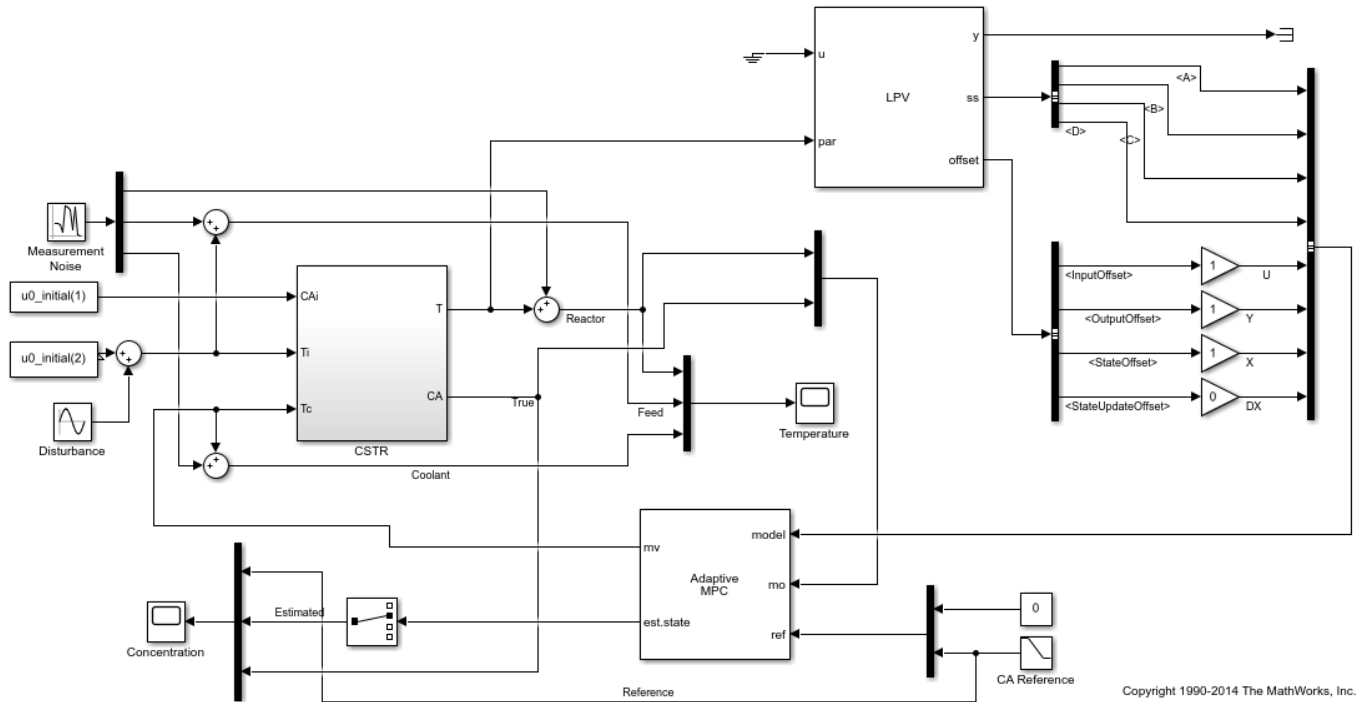 y
u
<A>
LPV
ss
<B>
par
<D>
<C>
offset
Measurement
Noise
<InputOffset>
1
U
u0_initial(1)
CAi
T
Reactor
<OutputOffset>
1
Y
u0_initial(2)
Ti
<StateOffset>
1
X
CA
True
Tc
Feed
<StateUpdateOffset>
0
DX
Disturbance
CSTR
Temperature
Coolant
model
mv
Adaptive
MPC
mo
est.state
ref
0
Estimated
Concentration
CA Reference
Reference
Copyright 1990-2014 The MathWorks, Inc.